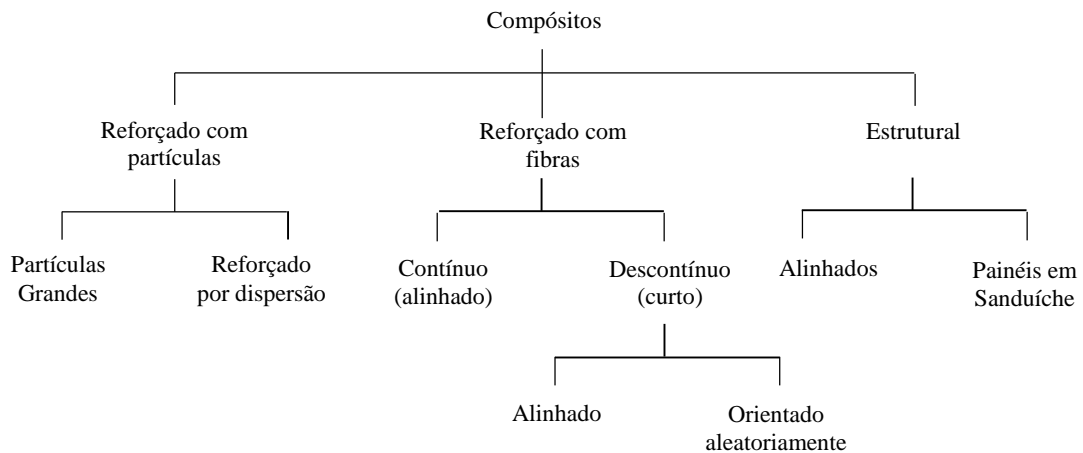 Compósitos
Reforçado com
partículas
Reforçado com
fibras
Estrutural
Partículas
Grandes
Reforçado
por dispersão
Contínuo
(alinhado)
Descontínuo
(curto)
Alinhados
Painéis em
Sanduíche
Alinhado
Orientado
aleatoriamente